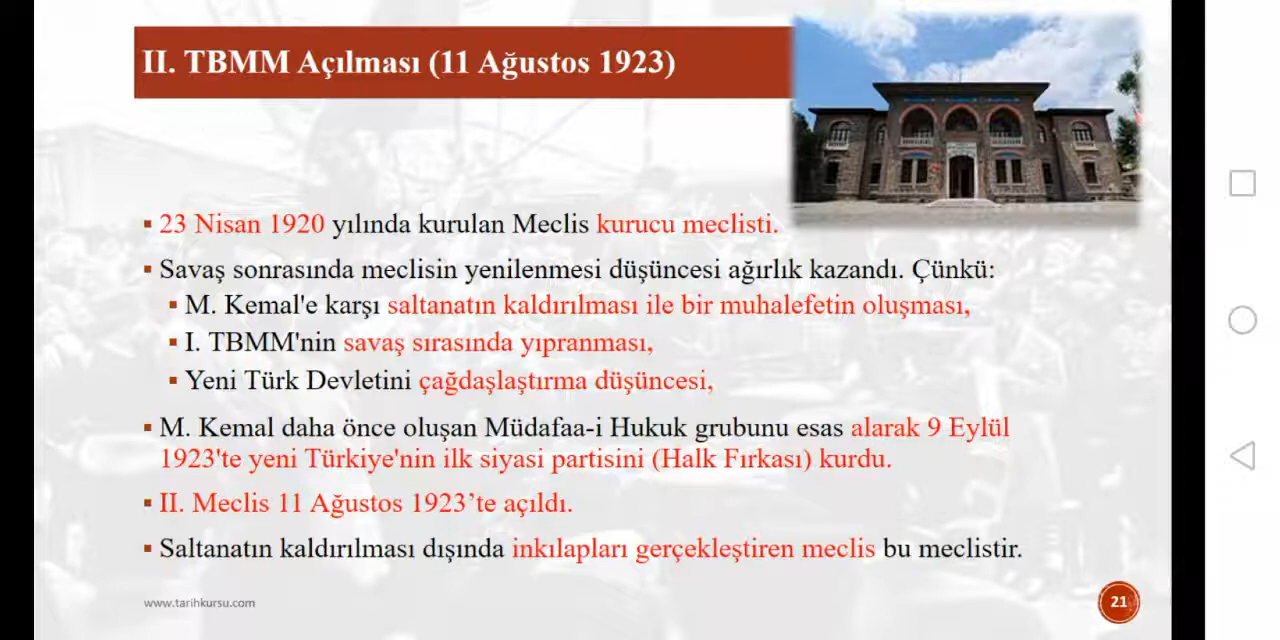 II. TBMM Açılması (11 Ağustos 1923)
▪ 23 Nisan 1920 yılında kurulan Meclis kurucu meclisti.
▪ Savaş sonrasında meclisin yenilenmesi düşüncesi ağırlık kazandı. Çünkü:
▪ M. Kemal'e karşı saltanatın kaldırılması ile bir muhalefetin oluşması,
▪ I. TBMM'nin savaş sırasında yıpranması,
▪ Yeni Türk Devletini çağdaşlaştırma düşüncesi,
▪ M. Kemal daha önce oluşan Müdafaa-i Hukuk grubunu esas alarak 9 Eylül
1923'te yeni Türkiye'nin ilk siyasi partisini (Halk Fırkası) kurdu.
▪ II. Meclis 11 Ağustos 1923’te açıldı.
▪ Saltanatın kaldırılması dışında inkılapları gerçekleştiren meclis bu meclistir.
www.tarihkursu.com
21